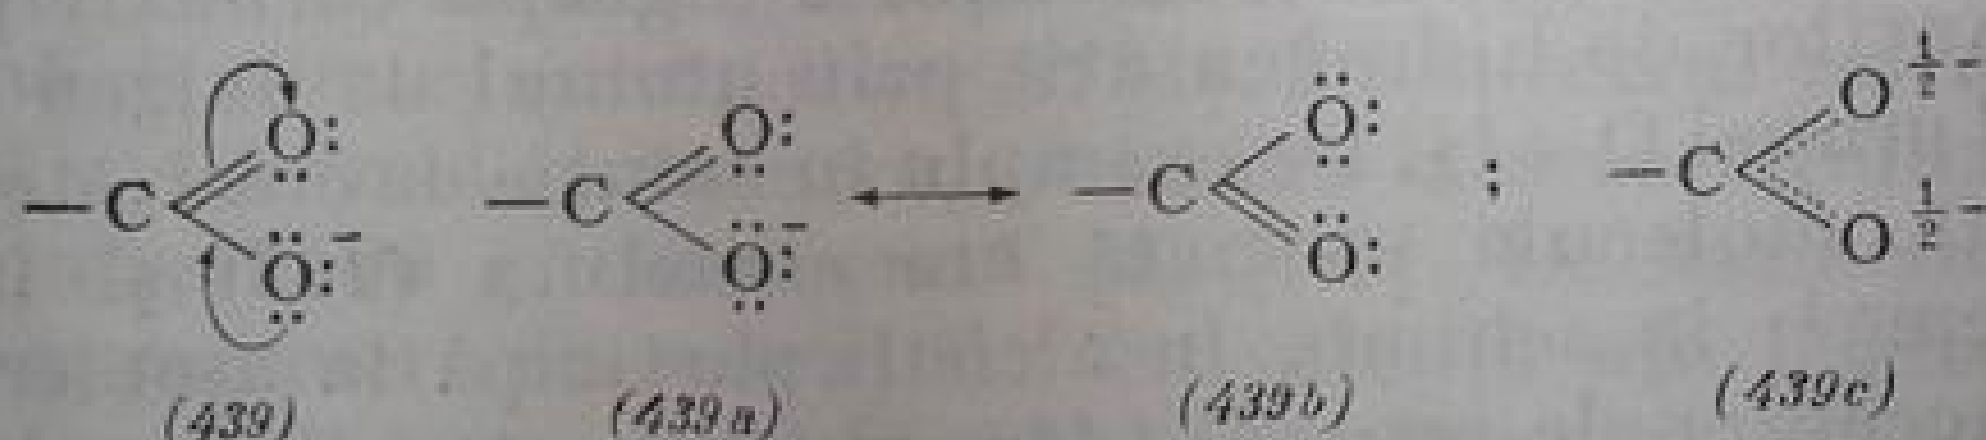 O: O: O: O ½−
—C —C ⟷ —C : —C
O:− O:− O: O ½−
(439) (439a) (439b) (439c)